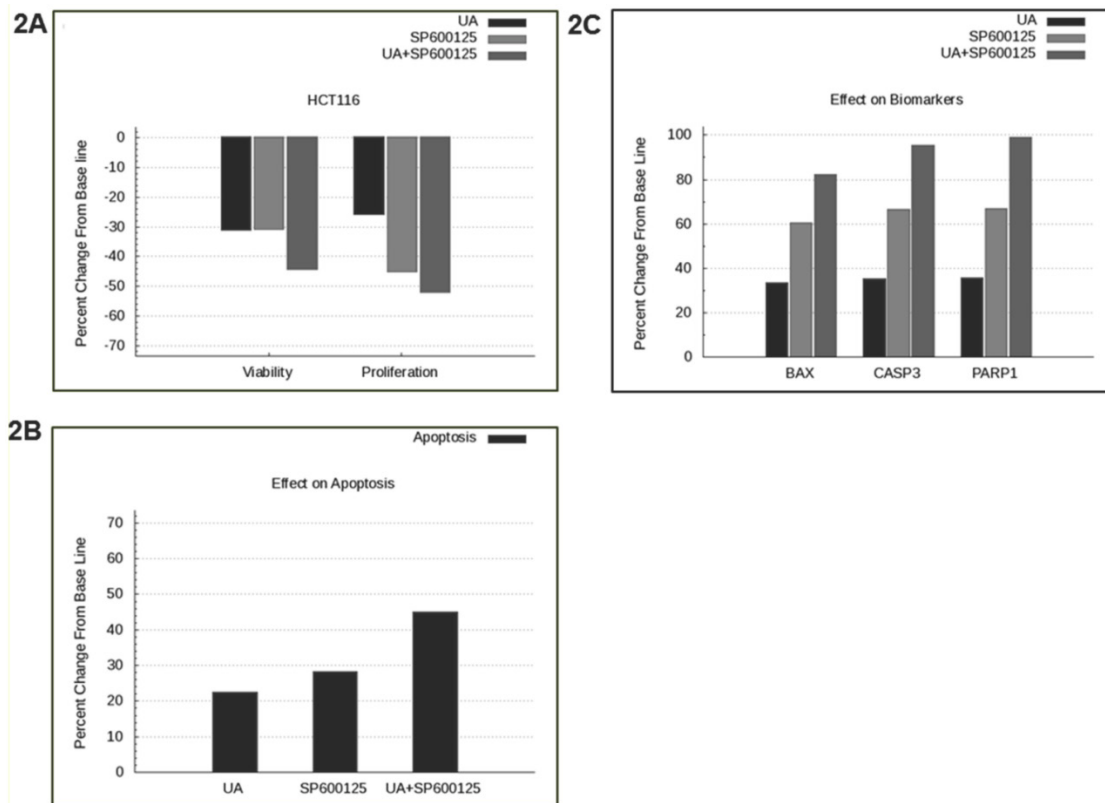 2A
UA
SP600125
UA+SP600125
HCT116
Percent Change From Base line
0
-10
-20
-30
-40
-50
-60
-70
Viability Proliferation
2B
Apoptosis
Effect on Apoptosis
Percent Change From Base Line
70
60
50
40
30
20
10
0
UA SP600125 UA+SP600125
2C
UA
SP600125
UA+SP600125
Effect on Biomarkers
Percent Change From Base Line
100
80
60
40
20
0
BAX CASP3 PARP1